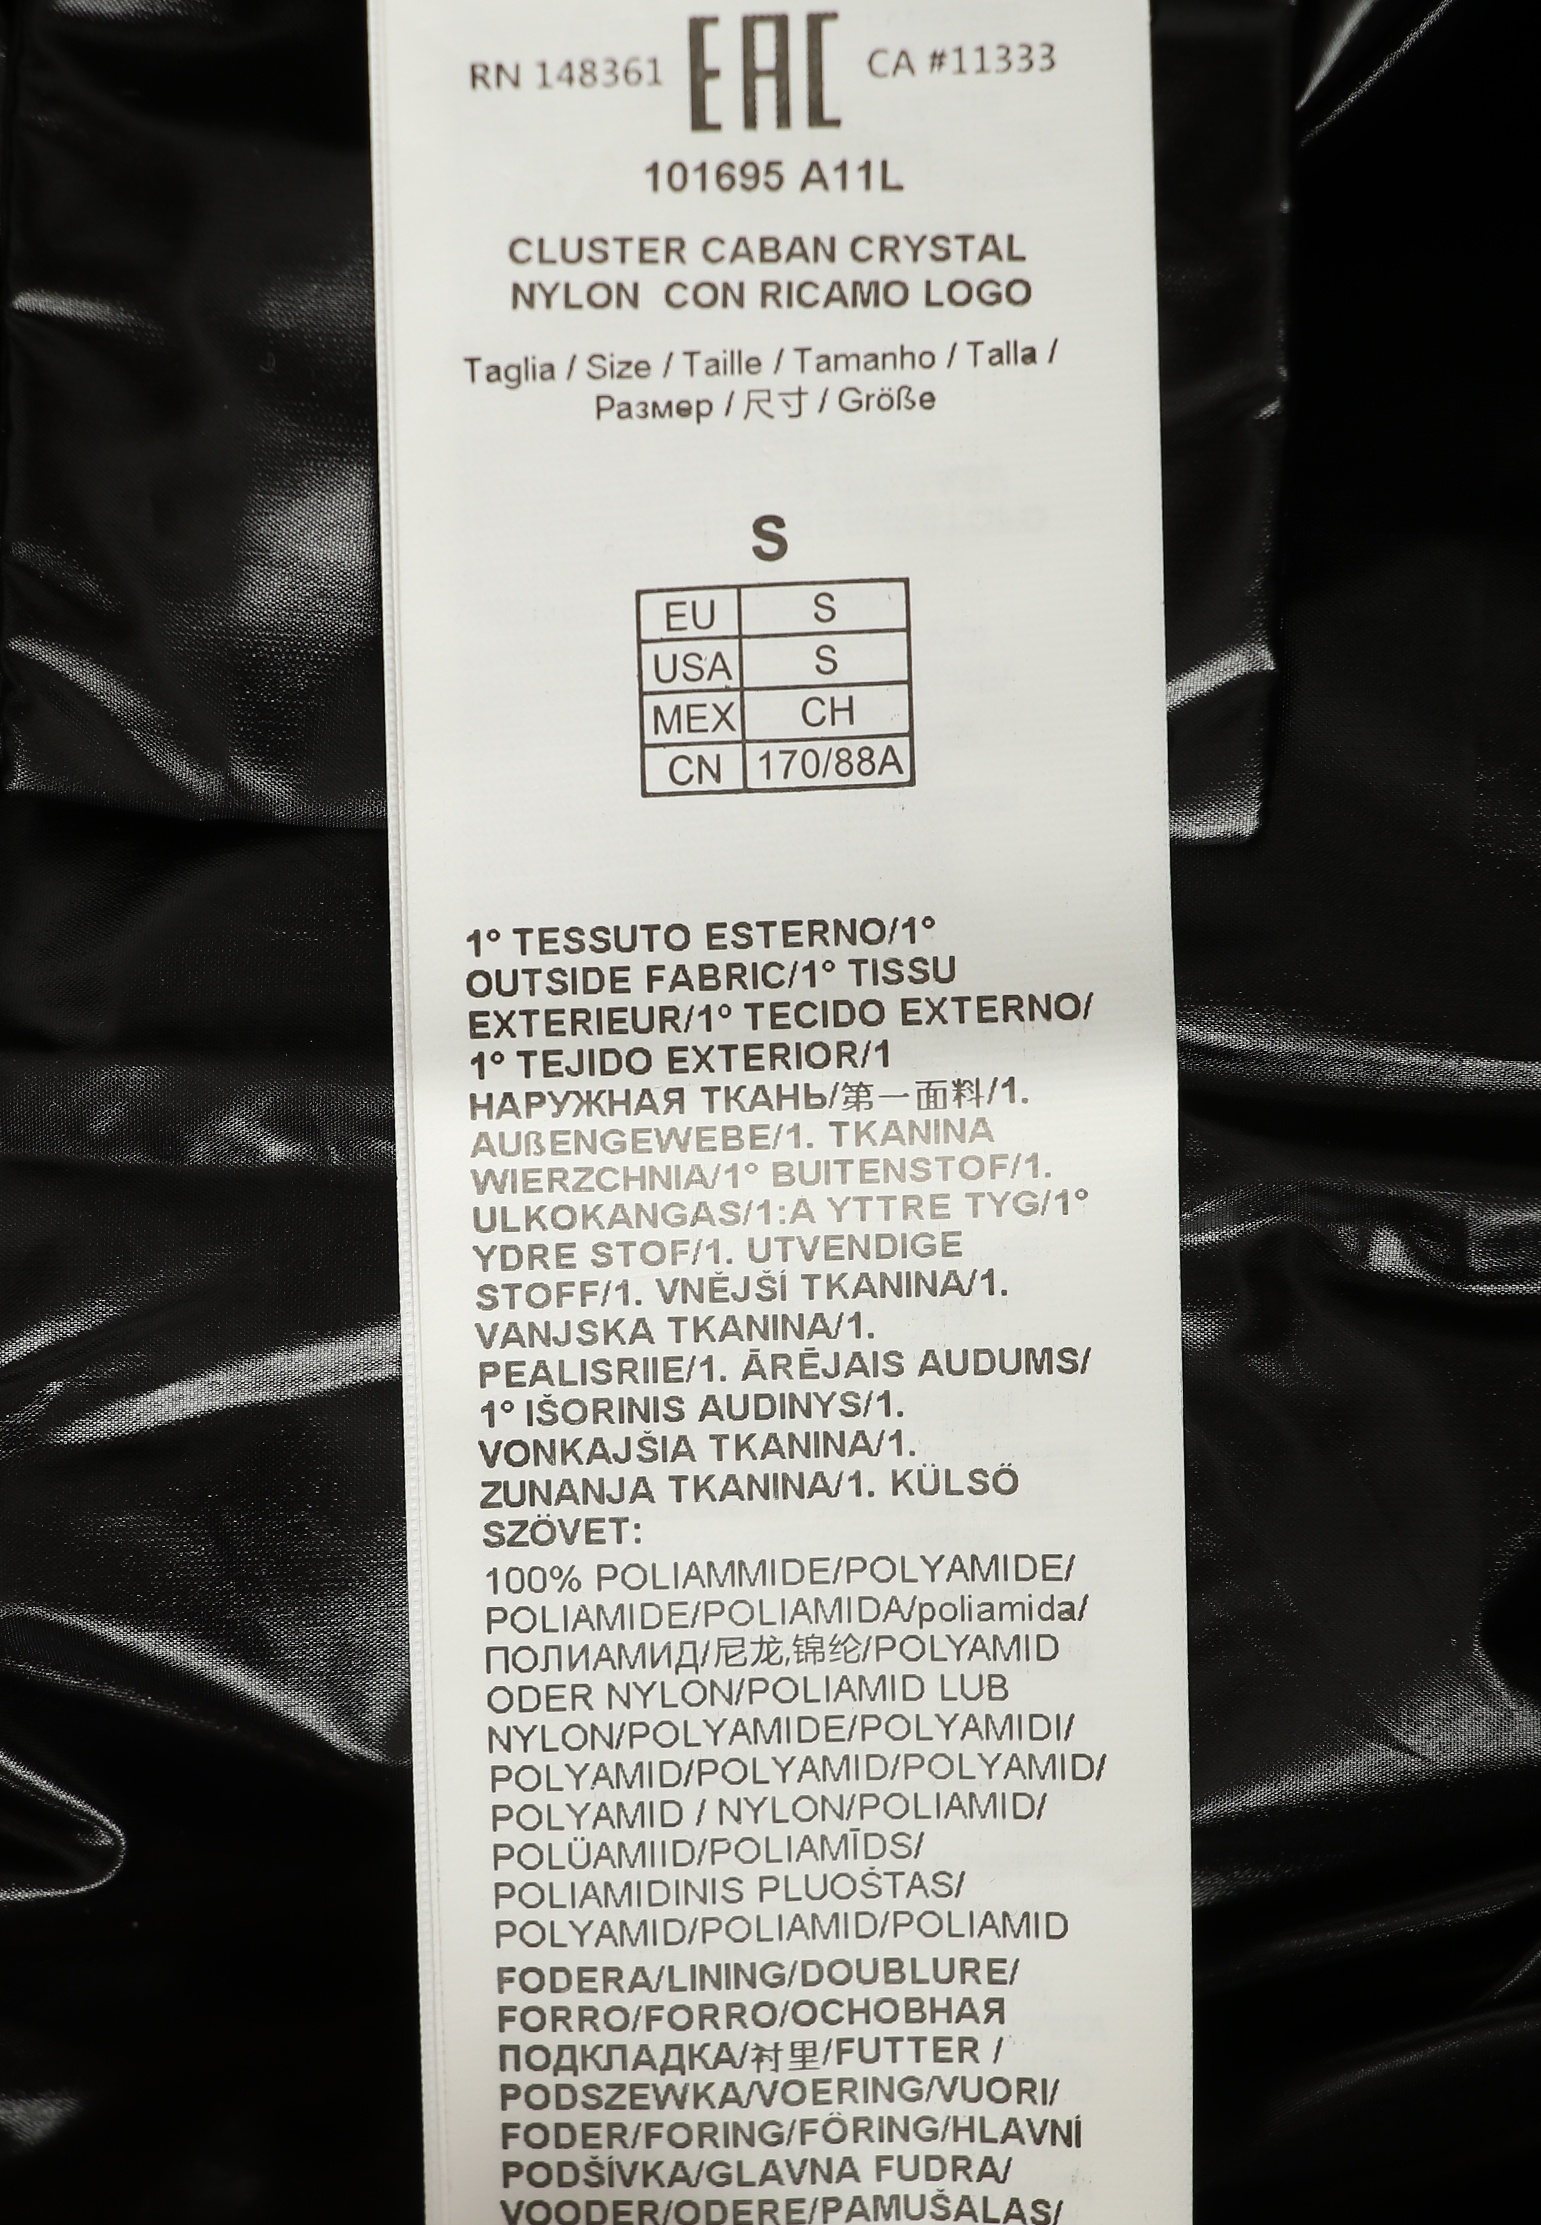 RN 148361 EAC CA #11333
101695 A11L
CLUSTER CABAN CRYSTAL
NYLON CON RICAMO LOGO
Taglia / Size / Taille / Tamanho / Talla /
Размер / 尺寸 / Größe
S
EU S
USA S
MEX CH
CN 170/88A
1° TESSUTO ESTERNO/1°
OUTSIDE FABRIC/1° TISSU
EXTERIEUR/1º TECIDO EXTERNO/
1° TEJIDO EXTERIOR/1
НАРУЖНАЯ ТКАНЬ/第一面料/1.
AUßENGEWEBE/1. TKANINA
WIERZCHNIA/1° BUITENSTOF/1.
ULKOKANGAS/1:A YTTRE TYG/1°
YDRE STOF/1. UTVENDIGE
STOFF/1. VNĚJŠÍ TKANINA/1.
VANJSKA TKANINA/1.
PEALISRIIE/1. ĀRĒJAIS AUDUMS/
1° IŠORINIS AUDINYS/1.
VONKAJŠIA TKANINA/1.
ZUNANJA TKANINA/1. KÜLSŐ
SZÖVET:
100% POLIAMMIDE/POLYAMIDE/
POLIAMIDE/POLIAMIDA/poliamida/
ПОЛИАМИД/尼龙,锦纶/POLYAMID
ODER NYLON/POLIAMID LUB
NYLON/POLYAMIDE/POLYAMIDI/
POLYAMID/POLYAMID/POLYAMID/
POLYAMID / NYLON/POLIAMID/
POLÜAMIID/POLIAMĪDS/
POLIAMIDINIS PLUOŠTAS/
POLYAMID/POLIAMID/POLIAMID
FODERA/LINING/DOUBLURE/
FORRO/FORRO/ОСНОВНАЯ
ПОДКЛАДКА/衬里/FUTTER /
PODSZEWKA/VOERING/VUORI/
FODER/FORING/FÔRING/HLAVNÍ
PODŠÍVKA/GLAVNA FUDRA/
VOODER/ODERE/PAMUŠALAS/